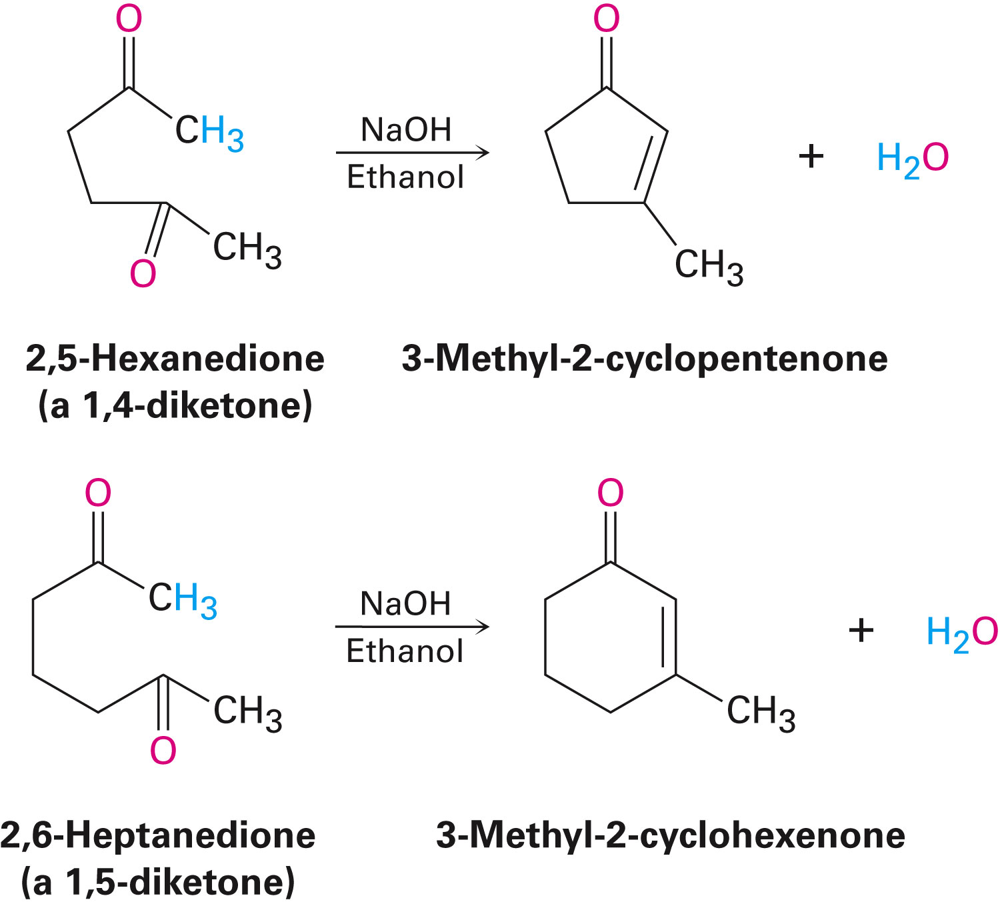 O
CH₃
CH₃
O
NaOH
Ethanol
O
CH₃
+ H₂O
2,5-Hexanedione
(a 1,4-diketone)
3-Methyl-2-cyclopentenone
O
CH₃
CH₃
O
NaOH
Ethanol
O
CH₃
+ H₂O
2,6-Heptanedione
(a 1,5-diketone)
3-Methyl-2-cyclohexenone